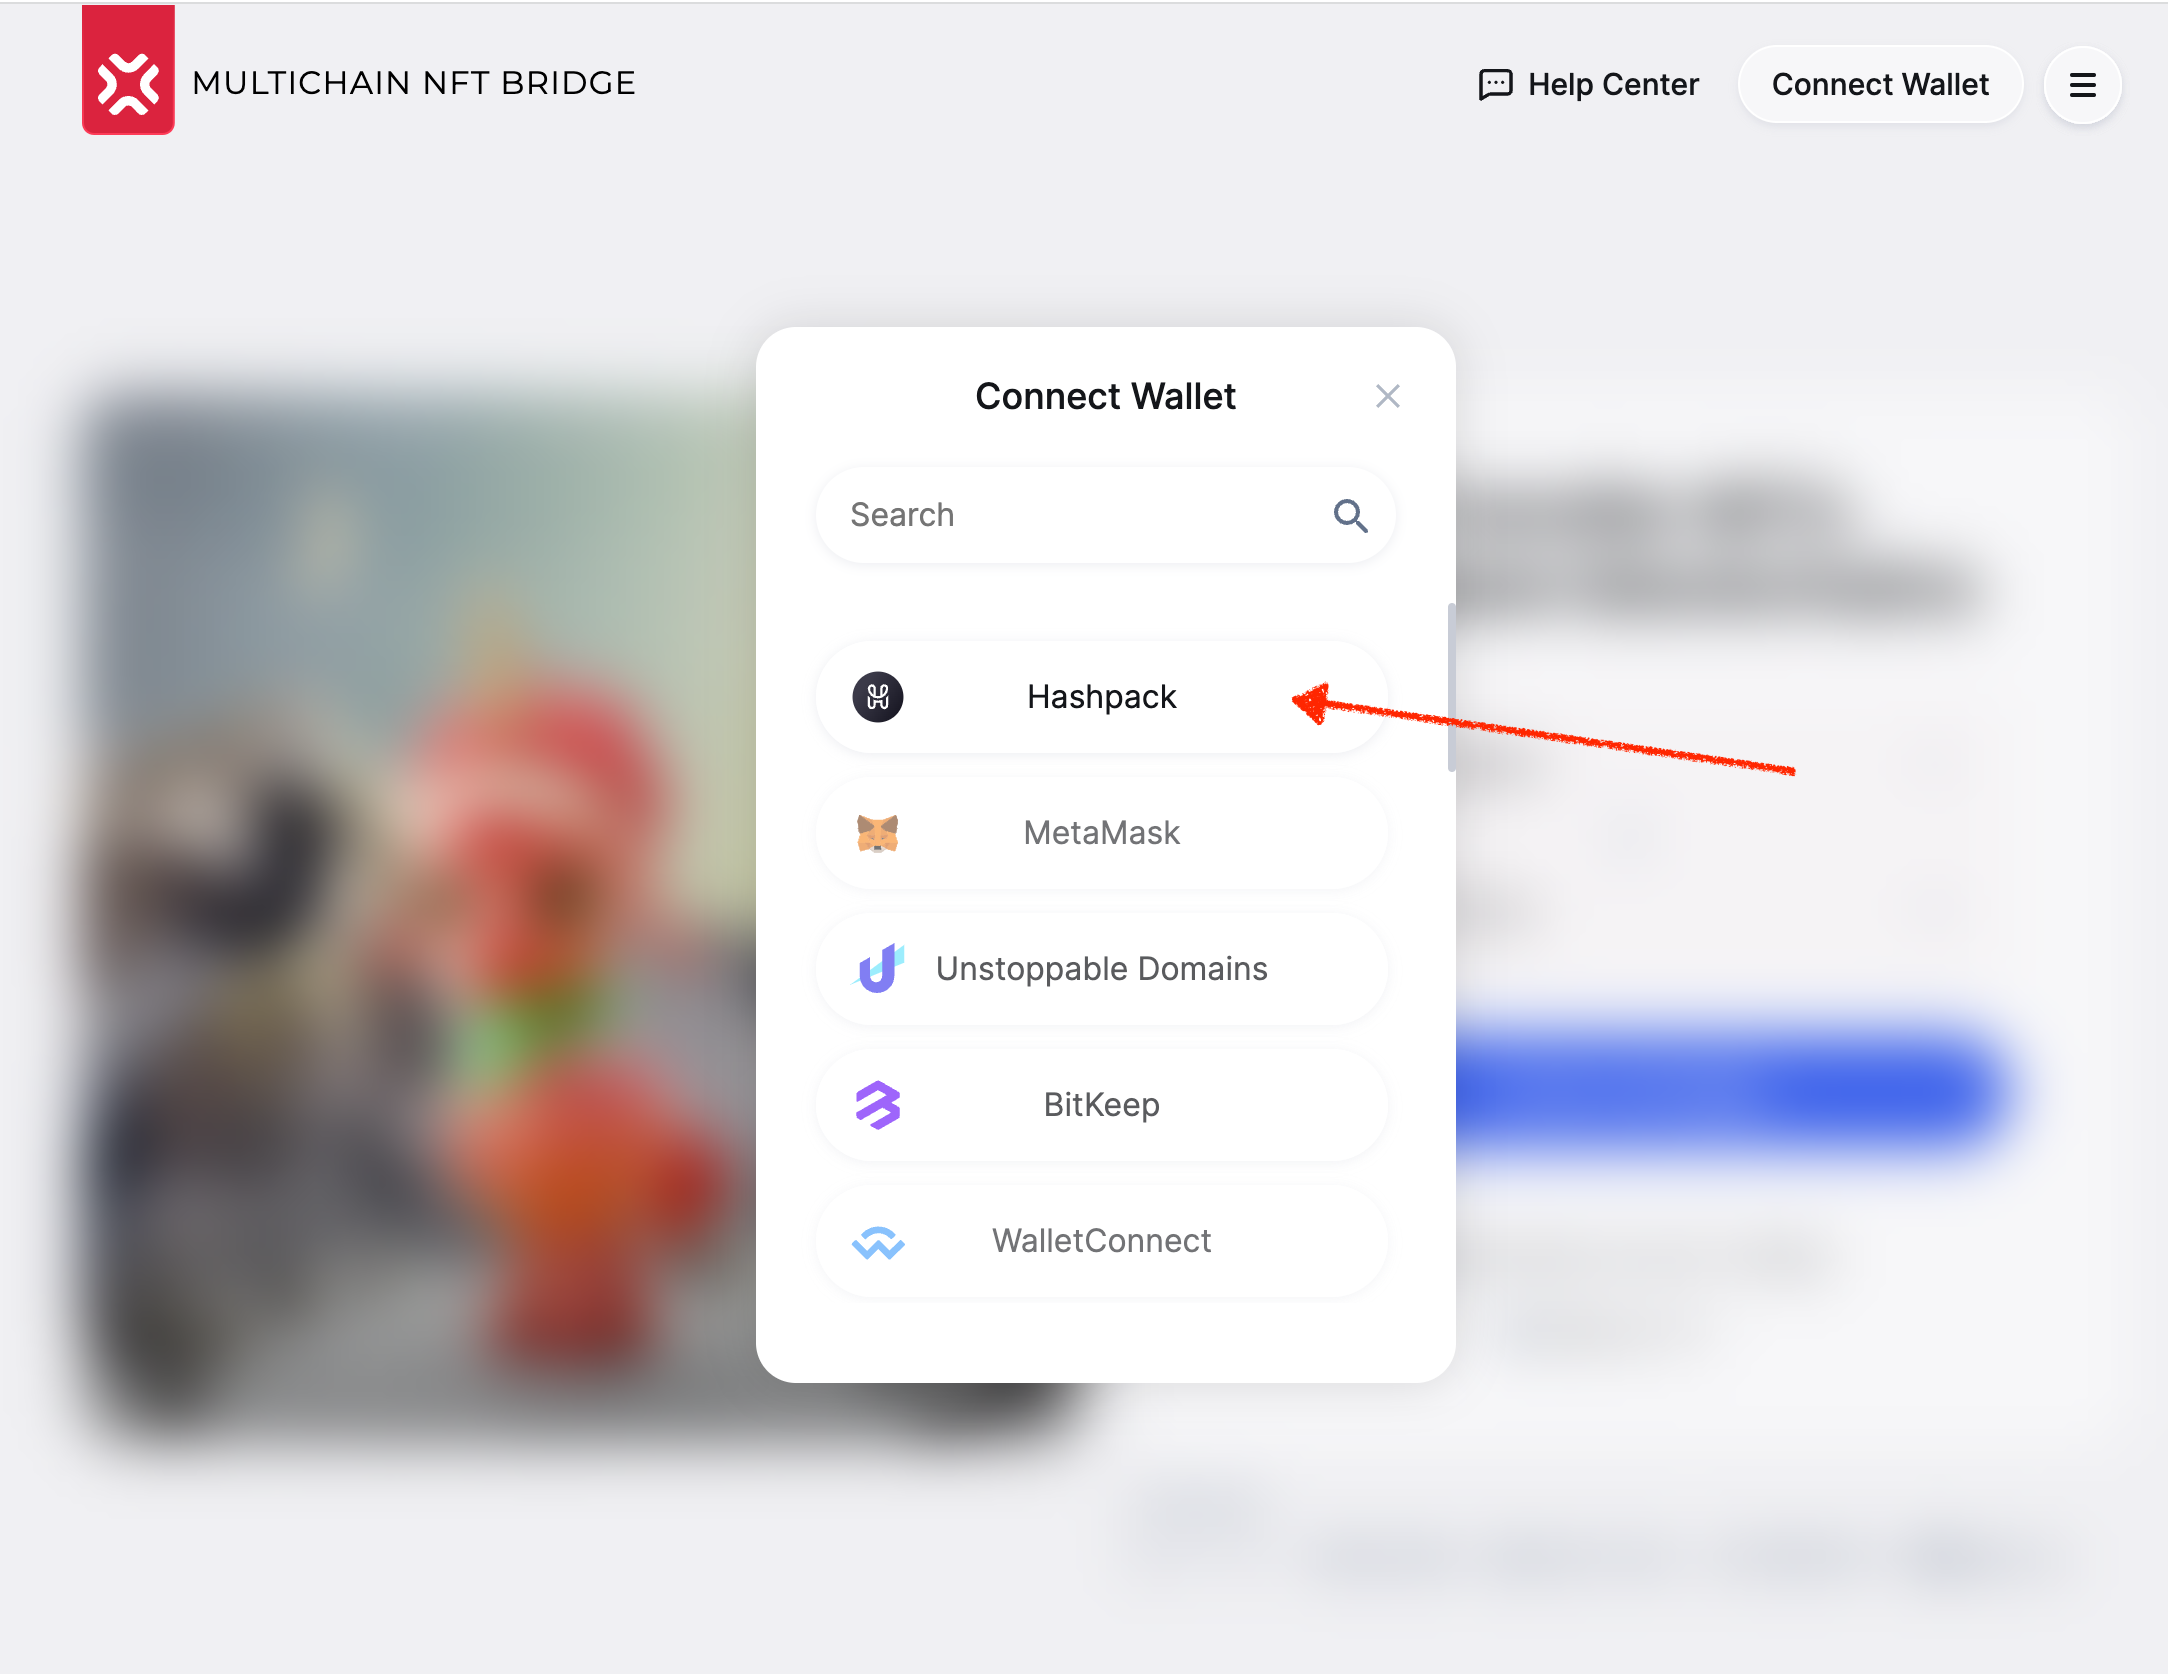 MULTICHAIN NFT BRIDGE
Help Center
Connect Wallet
Connect Wallet
Search
Hashpack
MetaMask
Unstoppable Domains
BitKeep
WalletConnect